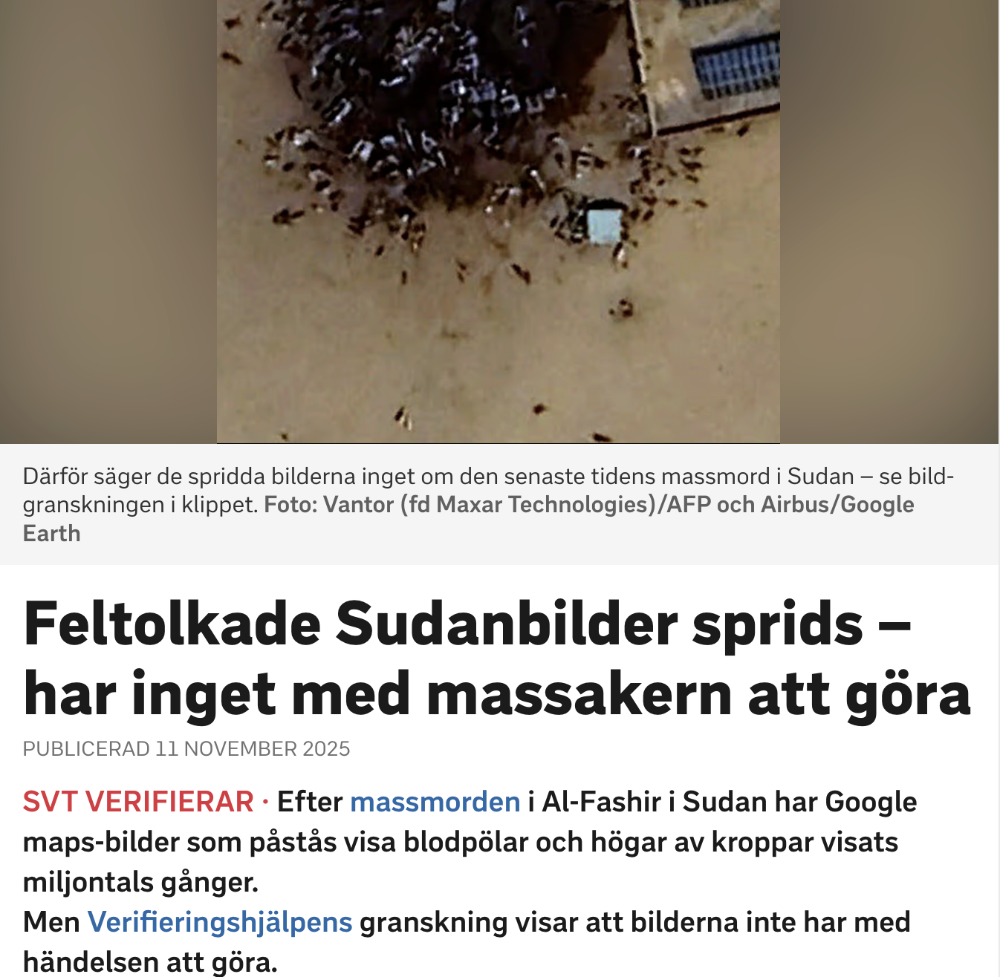 Därför säger de spridda bilderna inget om den senaste tidens massmord i Sudan – se bild-
granskningen i klippet. Foto: Vantor (fd Maxar Technologies)/AFP och Airbus/Google
Earth
Feltolkade Sudanbilder sprids –
har inget med massakern att göra
PUBLICERAD 11 NOVEMBER 2025
SVT VERIFIERAR · Efter massmorden i Al-Fashir i Sudan har Google
maps-bilder som påstås visa blodpölar och högar av kroppar visats
miljontals gånger.
Men Verifieringshjälpens granskning visar att bilderna inte har med
händelsen att göra.